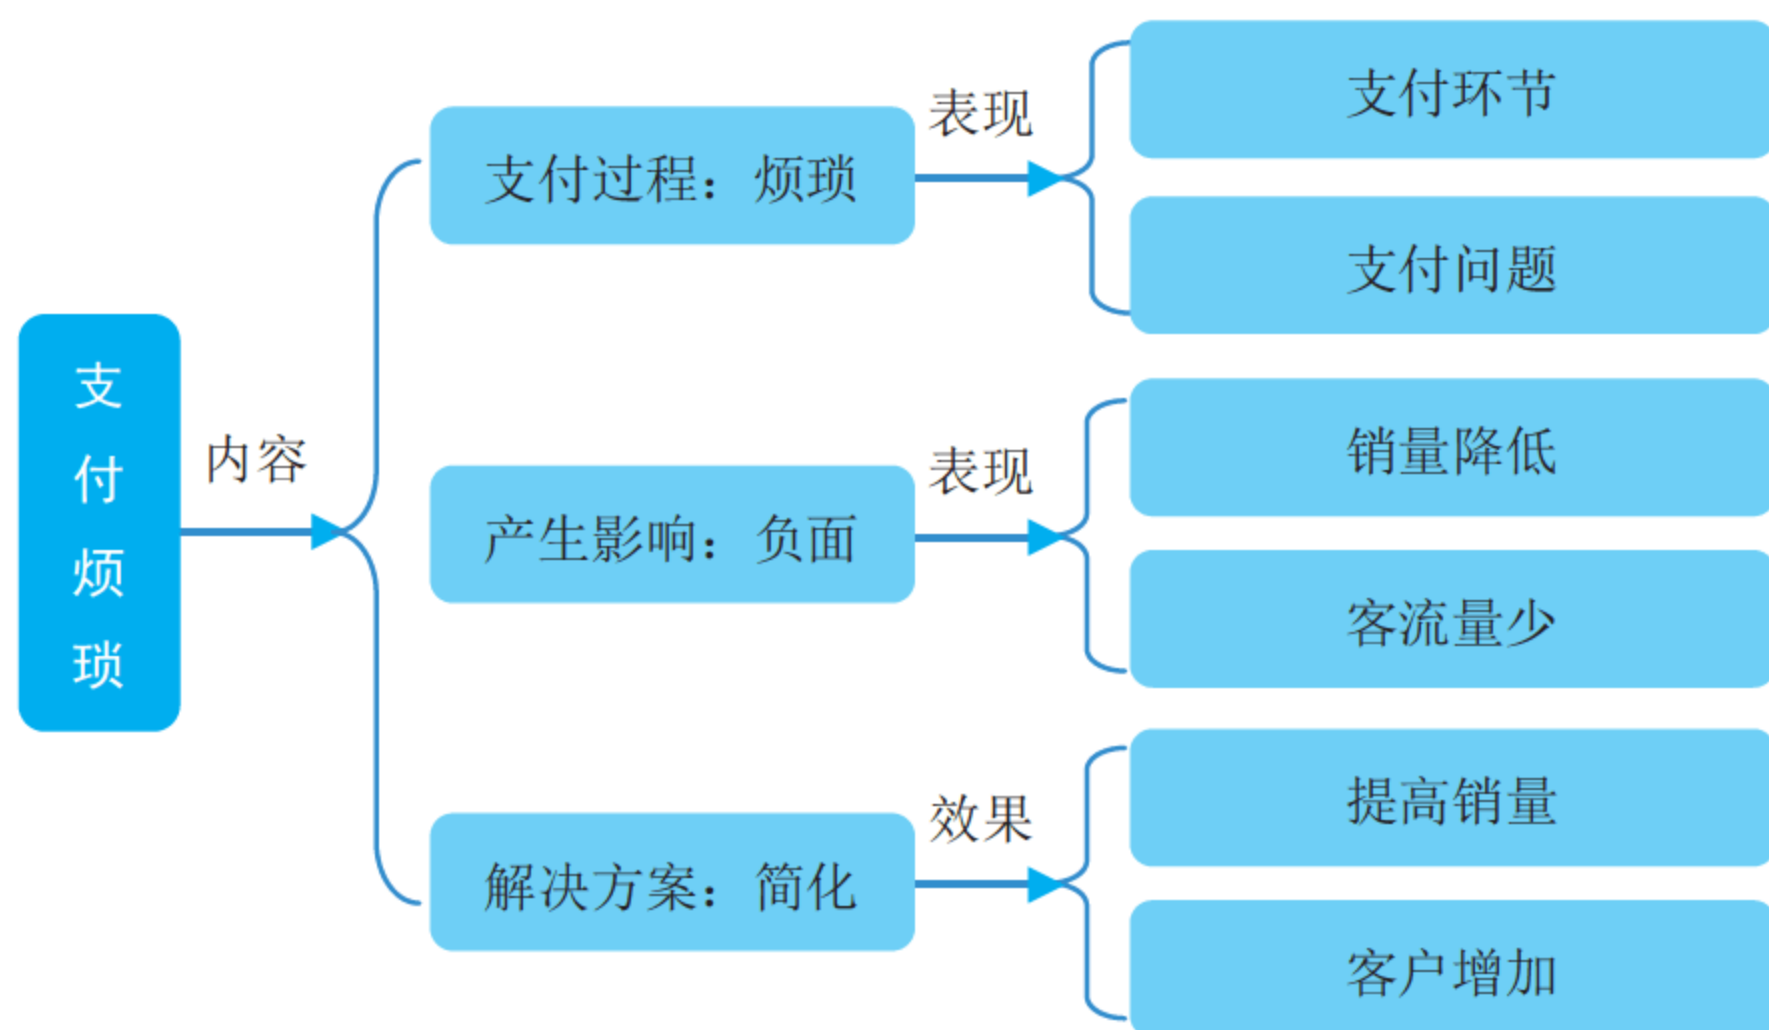 支付烦琐
内容
支付过程：烦琐
表现
支付环节
支付问题
产生影响：负面
表现
销量降低
客流量少
解决方案：简化
效果
提高销量
客户增加